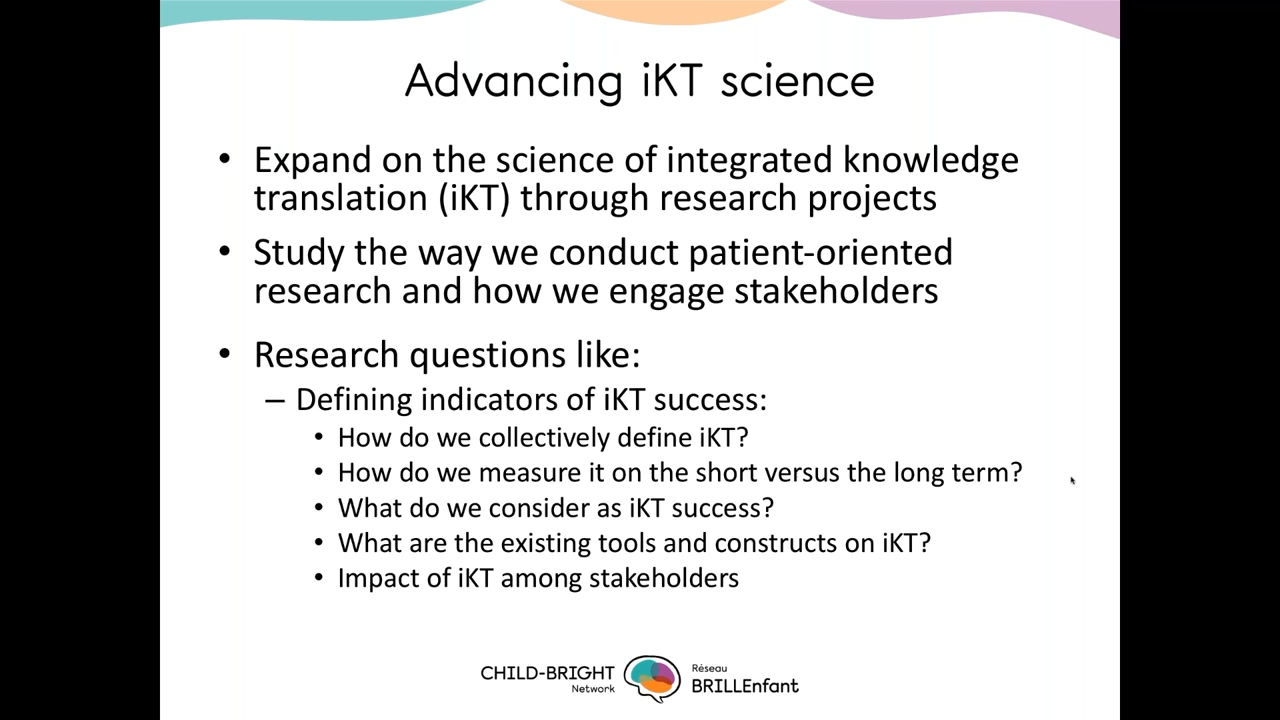 Advancing iKT science
• Expand on the science of integrated knowledge
translation (iKT) through research projects
• Study the way we conduct patient-oriented
research and how we engage stakeholders
• Research questions like:
– Defining indicators of iKT success:
• How do we collectively define iKT?
• How do we measure it on the short versus the long term?
• What do we consider as iKT success?
• What are the existing tools and constructs on iKT?
• Impact of iKT among stakeholders
CHILD-BRIGHT
Network
Réseau
BRILLEnfant